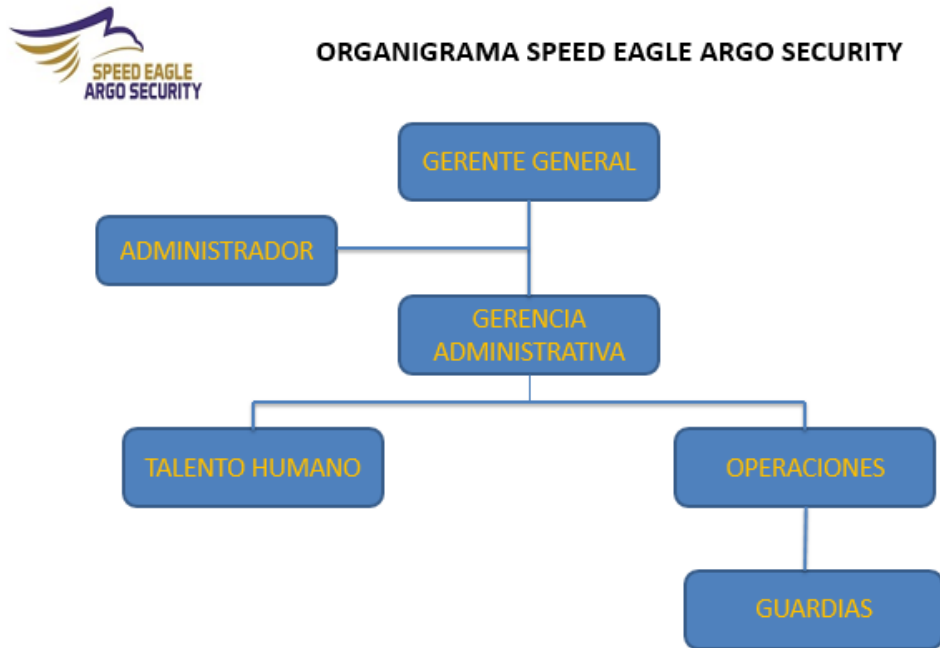 SPEED EAGLE
ARGO SECURITY
ORGANIGRAMA SPEED EAGLE ARGO SECURITY
GERENTE GENERAL
ADMINISTRADOR
GERENCIA
ADMINISTRATIVA
TALENTO HUMANO
OPERACIONES
GUARDIAS